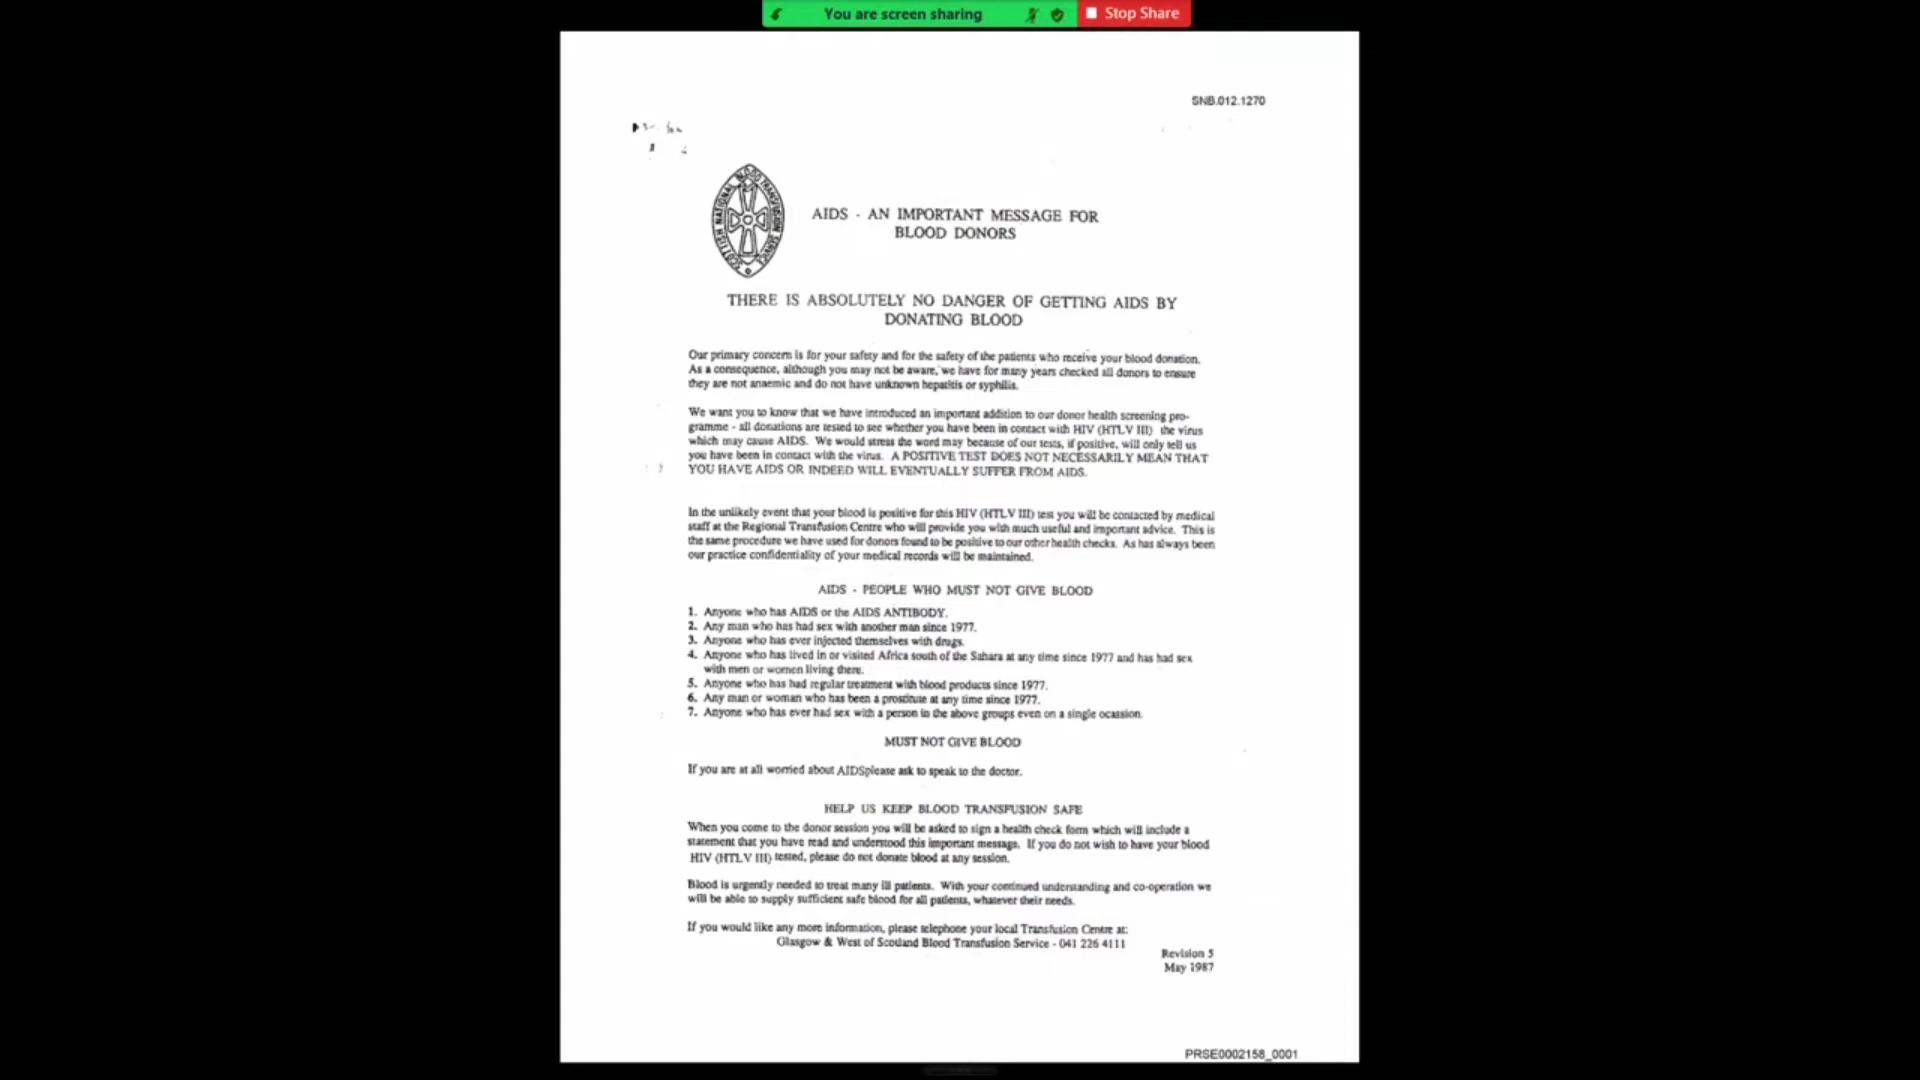 You are screen sharing
Stop Share
SNB.012.1270
SCOTTISH NATIONAL BLOOD TRANSFUSION SERVICE
AIDS - AN IMPORTANT MESSAGE FOR
BLOOD DONORS
THERE IS ABSOLUTELY NO DANGER OF GETTING AIDS BY
DONATING BLOOD
Our primary concern is for your safety and for the safety of the patients who receive your blood donation.
As a consequence, although you may not be aware, we have for many years checked all donors to ensure
they are not anaemic and do not have unknown hepatitis or syphilis.
We want you to know that we have introduced an important addition to our donor health screening pro-
gramme - all donations are tested to see whether you have been in contact with HIV (HTLV III) the virus
which may cause AIDS. We would stress the word may because of our tests, if positive, will only tell us
you have been in contact with the virus. A POSITIVE TEST DOES NOT NECESSARILY MEAN THAT
YOU HAVE AIDS OR INDEED WILL EVENTUALLY SUFFER FROM AIDS.
In the unlikely event that your blood is positive for this HIV (HTLV III) test you will be contacted by medical
staff at the Regional Transfusion Centre who will provide you with much useful and important advice. This is
the same procedure we have used for donors found to be positive to our other health checks. As has always been
our practice confidentiality of your medical records will be maintained.
AIDS - PEOPLE WHO MUST NOT GIVE BLOOD
1. Anyone who has AIDS or the AIDS ANTIBODY.
2. Any man who has had sex with another man since 1977.
3. Anyone who has ever injected themselves with drugs.
4. Anyone who has lived in or visited Africa south of the Sahara at any time since 1977 and has had sex
with men or women living there.
5. Anyone who has had regular treatment with blood products since 1977.
6. Any man or woman who has been a prostitute at any time since 1977.
7. Anyone who has ever had sex with a person in the above groups even on a single ocassion.
MUST NOT GIVE BLOOD
If you are at all worried about AIDSplease ask to speak to the doctor.
HELP US KEEP BLOOD TRANSFUSION SAFE
When you come to the donor session you will be asked to sign a health check form which will include a
statement that you have read and understood this important message. If you do not wish to have your blood
HIV (HTLV III) tested, please do not donate blood at any session.
Blood is urgently needed to treat many ill patients. With your continued understanding and co-operation we
will be able to supply sufficient safe blood for all patients, whatever their needs.
If you would like any more information, please telephone your local Transfusion Centre at:
Glasgow & West of Scotland Blood Transfusion Service - 041 226 4111
Revision 5
May 1987
PRSE0002158_0001